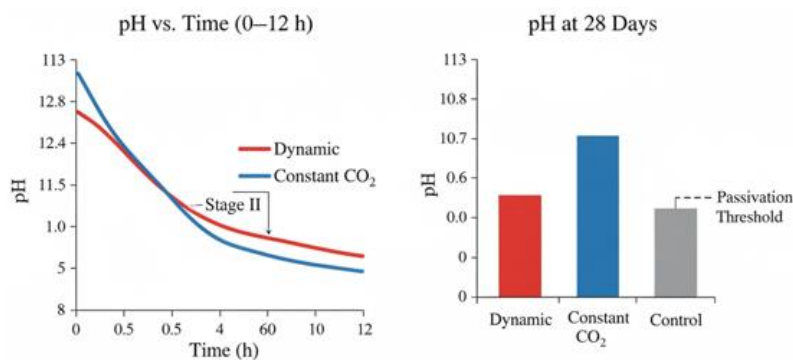 pH vs. Time (0–12 h)
113
12.8
12.4
11.5
1.0
5
8
pH
Dynamic
Constant CO₂
Stage II
0 0.5 0.5 4 60 10 12
Time (h)
pH at 28 Days
113
10.8
10.7
0.6
0.0
0
0
pH
Passivation
Threshold
Dynamic Constant CO₂ Control